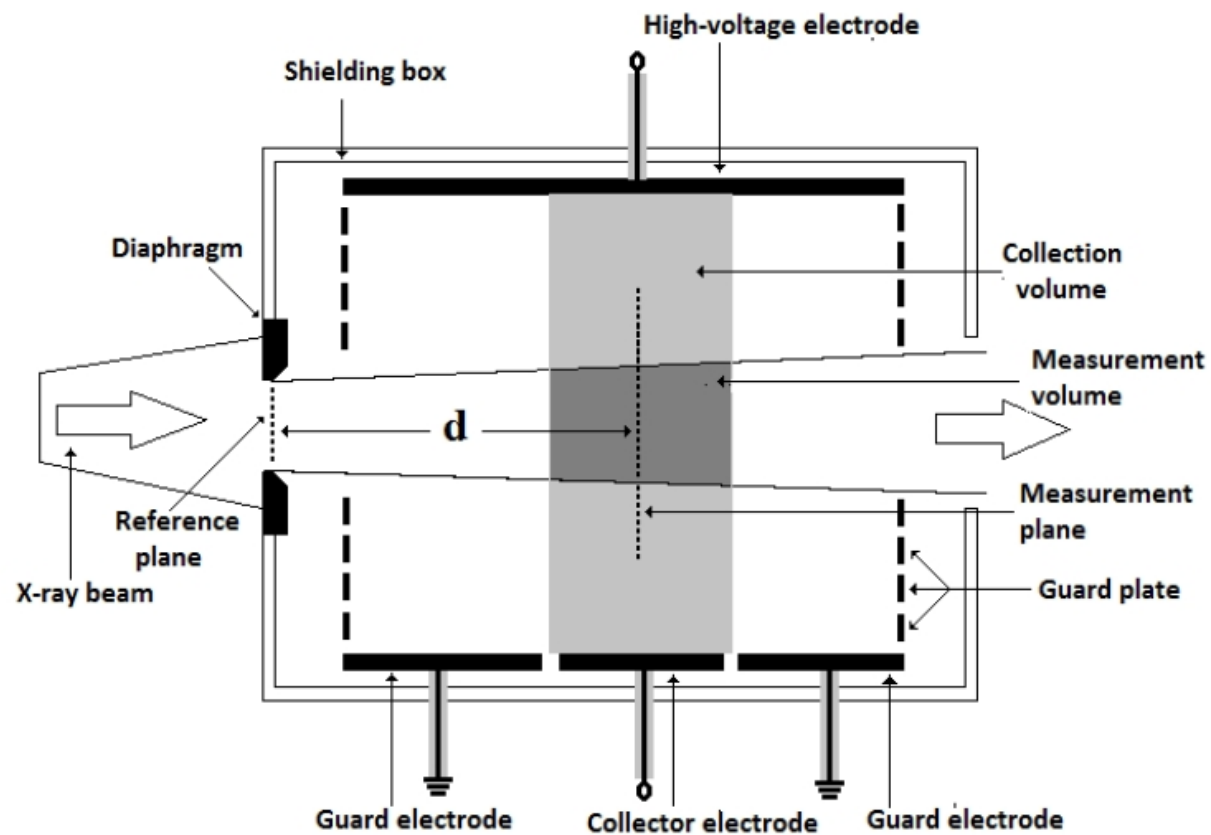 High-voltage electrode
Shielding box
Diaphragm
Collection
volume
Measurement
volume
d
Reference
plane
Measurement
plane
X-ray beam
Guard plate
Guard electrode
Collector electrode
Guard electrode